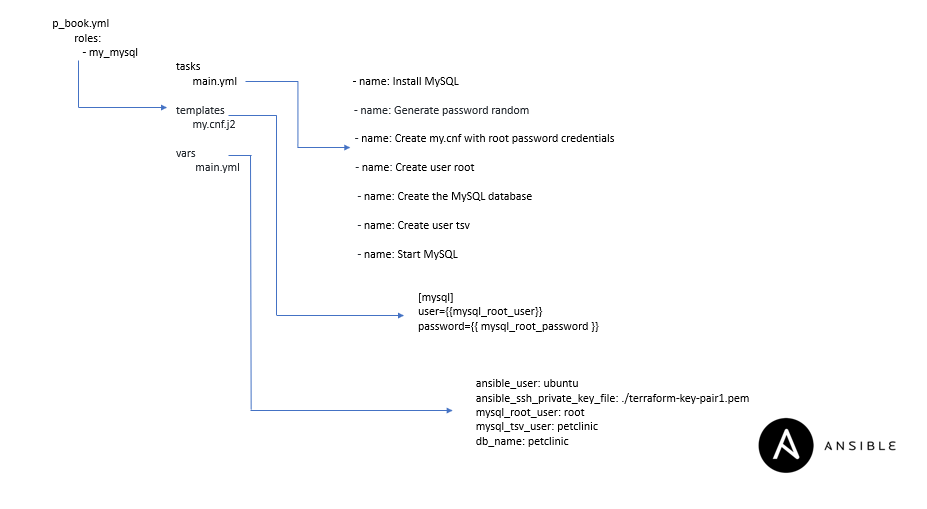 p_book.yml
roles:
- my_mysql
tasks
main.yml
templates
my.cnf.j2
vars
main.yml
- name: Install MySQL
- name: Generate password random
- name: Create my.cnf with root password credentials
- name: Create user root
- name: Create the MySQL database
- name: Create user tsv
- name: Start MySQL
[mysql]
user={{mysql_root_user}}
password={{ mysql_root_password }}
ansible_user: ubuntu
ansible_ssh_private_key_file: ./terraform-key-pair1.pem
mysql_root_user: root
mysql_tsv_user: petclinic
db_name: petclinic
ANSIBLE